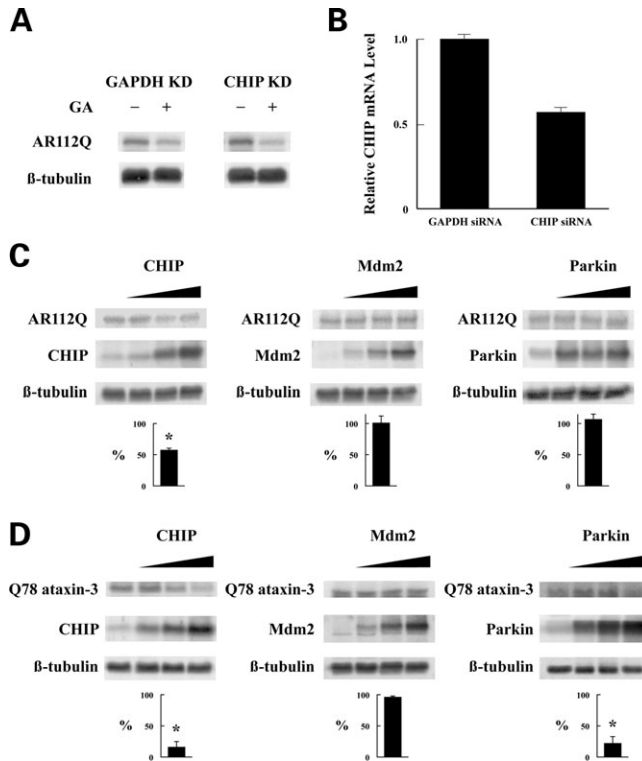 A
GAPDH KD CHIP KD
GA – + – +
AR112Q
ß-tubulin
B
Relative CHIP mRNA Level
1.0
0.5
0
GAPDH siRNA CHIP siRNA
C
CHIP Mdm2 Parkin
AR112Q AR112Q AR112Q
CHIP Mdm2 Parkin
ß-tubulin ß-tubulin ß-tubulin
100 100 100
% 50 % 50 % 50
*
0 0 0
D
CHIP Mdm2 Parkin
Q78 ataxin-3 Q78 ataxin-3 Q78 ataxin-3
CHIP Mdm2 Parkin
ß-tubulin ß-tubulin ß-tubulin
100 100 100
% 50 % 50 % 50
* *
0 0 0